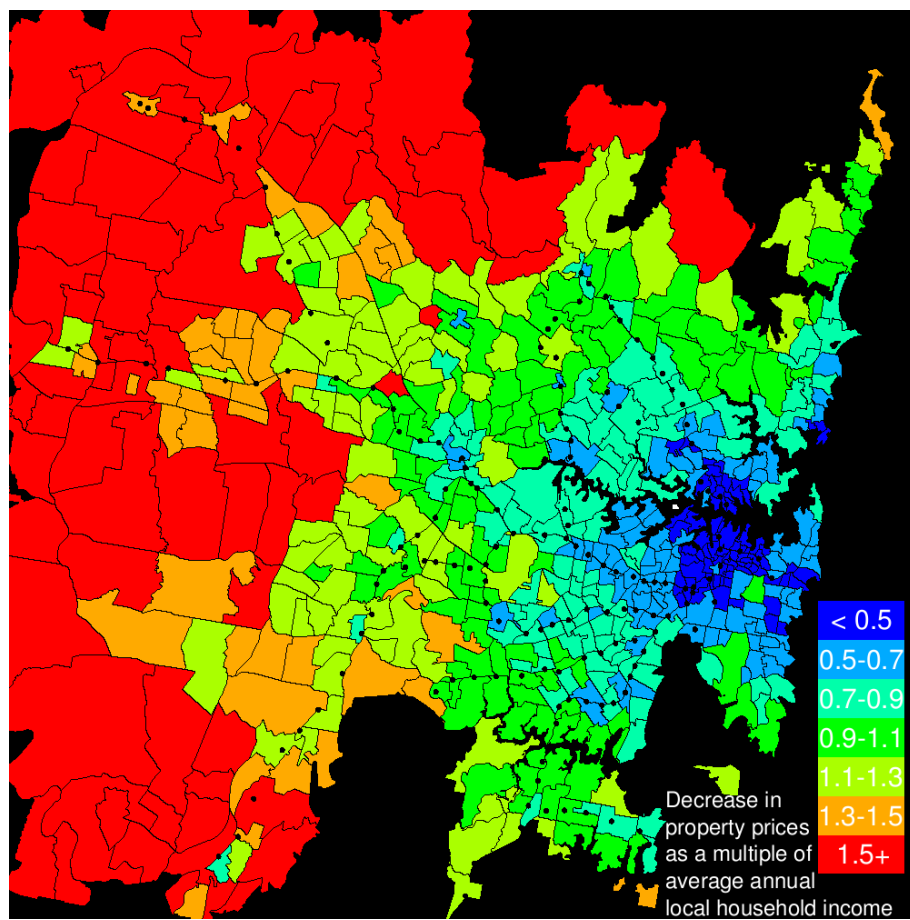 < 0.5
0.5-0.7
0.7-0.9
0.9-1.1
1.1-1.3
1.3-1.5
1.5+
Decrease in
property prices
as a multiple of
average annual
local household income